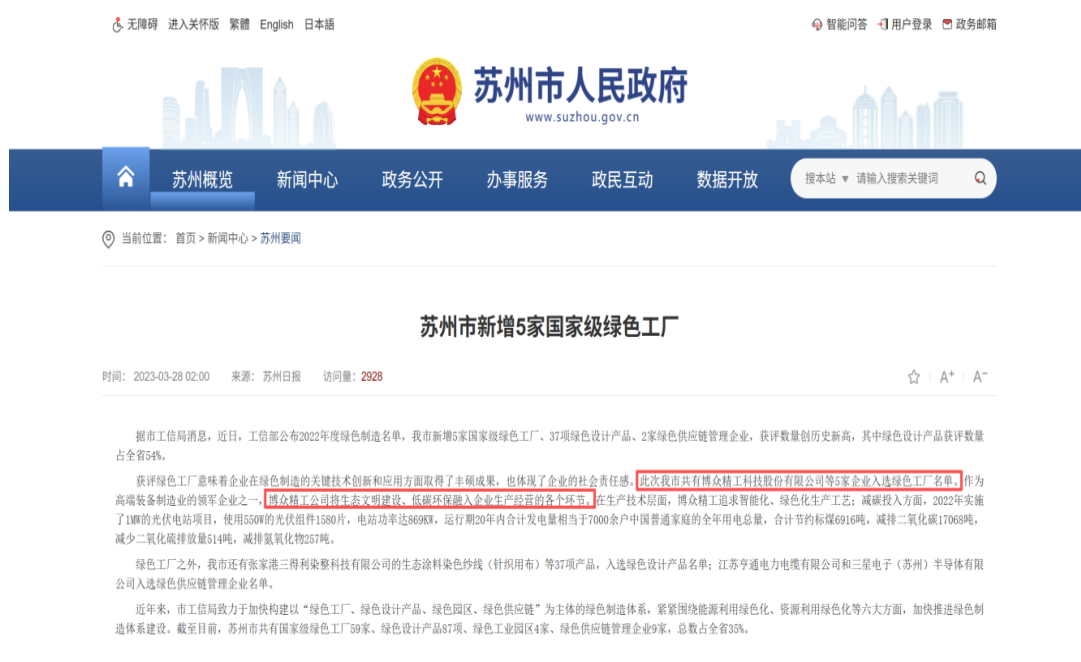 无障碍 进入关怀版 繁體 English 日本語 智能问答 用户登录 政务邮箱
苏州市人民政府
www.suzhou.gov.cn
苏州概览 新闻中心 政务公开 办事服务 政民互动 数据开放 搜本站 ▼ 请输入搜索关键词
当前位置： 首页 > 新闻中心 > 苏州要闻
苏州市新增5家国家级绿色工厂
时间： 2023-03-28 02:00 来源： 苏州日报 访问量：2928 A+ A-
据市工信局消息，近日，工信部公布2022年度绿色制造名单，我市新增5家国家级绿色工厂、37项绿色设计产品、2家绿色供应链管理企业，获评数量创历史新高，其中绿色设计产品获评数量
占全省54%。
获评绿色工厂意味着企业在绿色制造的关键技术创新和应用方面取得了丰硕成果，也体现了企业的社会责任感。此次我市共有博众精工科技股份有限公司等5家企业入选绿色工厂名单。作为
高端装备制造业的领军企业之一，博众精工公司将生态文明建设、低碳环保融入企业生产经营的各个环节。在生产技术层面，博众精工追求智能化、绿色化生产工艺；减碳投入方面，2022年实施
了1MW的光伏电站项目，使用550W的光伏组件1580片，电站功率达869KW，运行期20年内合计发电量相当于7000余户中国普通家庭的全年用电总量，合计节约标煤6916吨，减排二氧化碳17068吨，
减少二氧化硫排放量514吨，减排氮氧化物257吨。
绿色工厂之外，我市还有张家港三得利染整科技有限公司的生态涂料染色纱线（针织用布）等37项产品，入选绿色设计产品名单；江苏亨通电力电缆有限公司和三星电子（苏州）半导体有限
公司入选绿色供应链管理企业名单。
近年来，市工信局致力于加快构建以“绿色工厂、绿色设计产品、绿色园区、绿色供应链”为主体的绿色制造体系，紧紧围绕能源利用绿色化、资源利用绿色化等六大方面，加快推进绿色制
造体系建设。截至目前，苏州市共有国家级绿色工厂59家、绿色设计产品87项、绿色工业园区4家、绿色供应链管理企业9家，总数占全省35%。